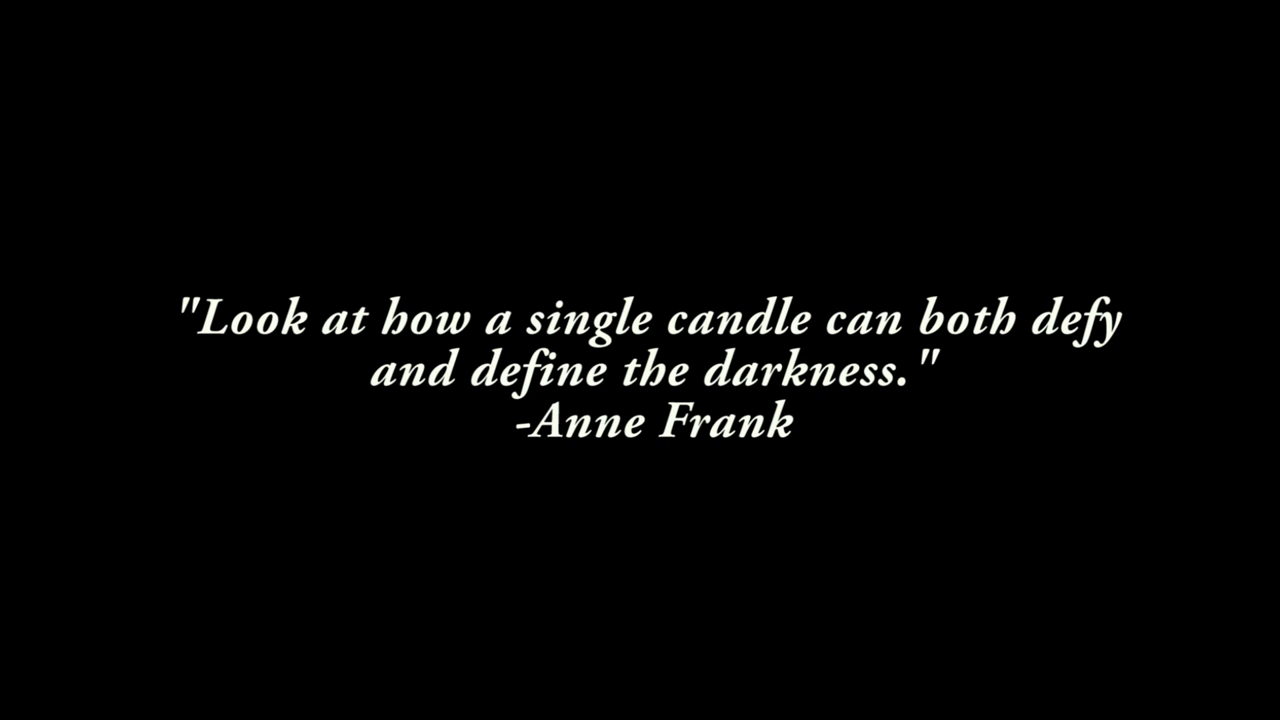 "Look at how a single candle can both defy
and define the darkness."
-Anne Frank